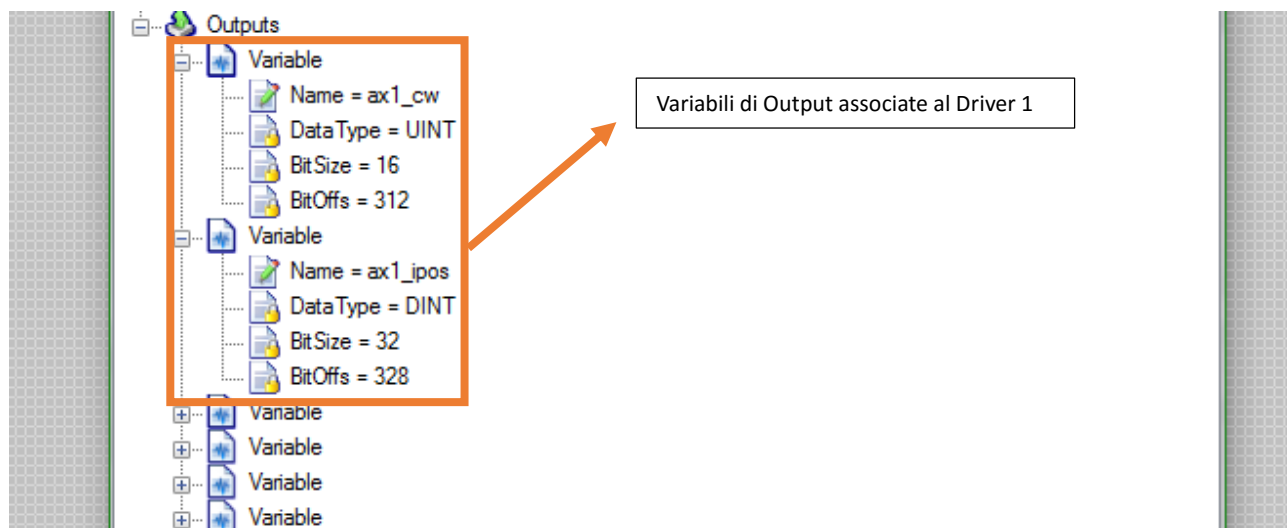 Outputs
Variable
Name = ax1_cw
DataType = UINT
BitSize = 16
BitOffs = 312
Variable
Name = ax1_ipos
DataType = DINT
BitSize = 32
BitOffs = 328
Variable
Variable
Variable
Variable
Variabili di Output associate al Driver 1